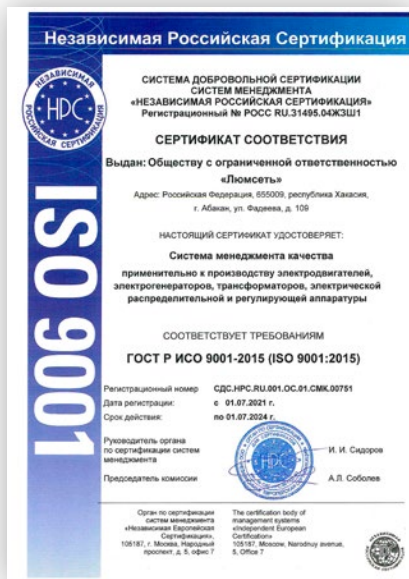 Независимая Российская Сертификация
НЕЗАВИСИМАЯ
НРС
РОССИЙСКАЯ СЕРТИФИКАЦИЯ
СИСТЕМА ДОБРОВОЛЬНОЙ СЕРТИФИКАЦИИ
СИСТЕМ МЕНЕДЖМЕНТА
«НЕЗАВИСИМАЯ РОССИЙСКАЯ СЕРТИФИКАЦИЯ»
Регистрационный № РОСС RU.31495.04ЖЗШ1
СЕРТИФИКАТ СООТВЕТСТВИЯ
Выдан: Обществу с ограниченной ответственностью
«Люмсеть»
Адрес: Российская Федерация, 655009, республика Хакасия,
г. Абакан, ул. Фадеева, д. 109
НАСТОЯЩИЙ СЕРТИФИКАТ УДОСТОВЕРЯЕТ:
Система менеджмента качества
применительно к производству электродвигателей,
электрогенераторов, трансформаторов, электрической
распределительной и регулирующей аппаратуры
СООТВЕТСТВУЕТ ТРЕБОВАНИЯМ
ГОСТ Р ИСО 9001-2015 (ISO 9001:2015)
ISO 9001
Регистрационный номер СДС.НРС.RU.001.ОС.01.СМК.00751
Дата регистрации: с 01.07.2021 г.
Срок действия: по 01.07.2024 г.
Руководитель органа
по сертификации систем
менеджмента
И. И. Сидоров
Председатель комиссии А.Л. Соболев
НРС
Орган по сертификации
систем менеджмента
«Независимая Европейская
Сертификация»,
105187, г. Москва, Народный
проспект, д. 5, офис 7
The certification body of
management systems
«Independent European
Certification»
105187, Moscow, Narodnuy avenue,
5, Office 7